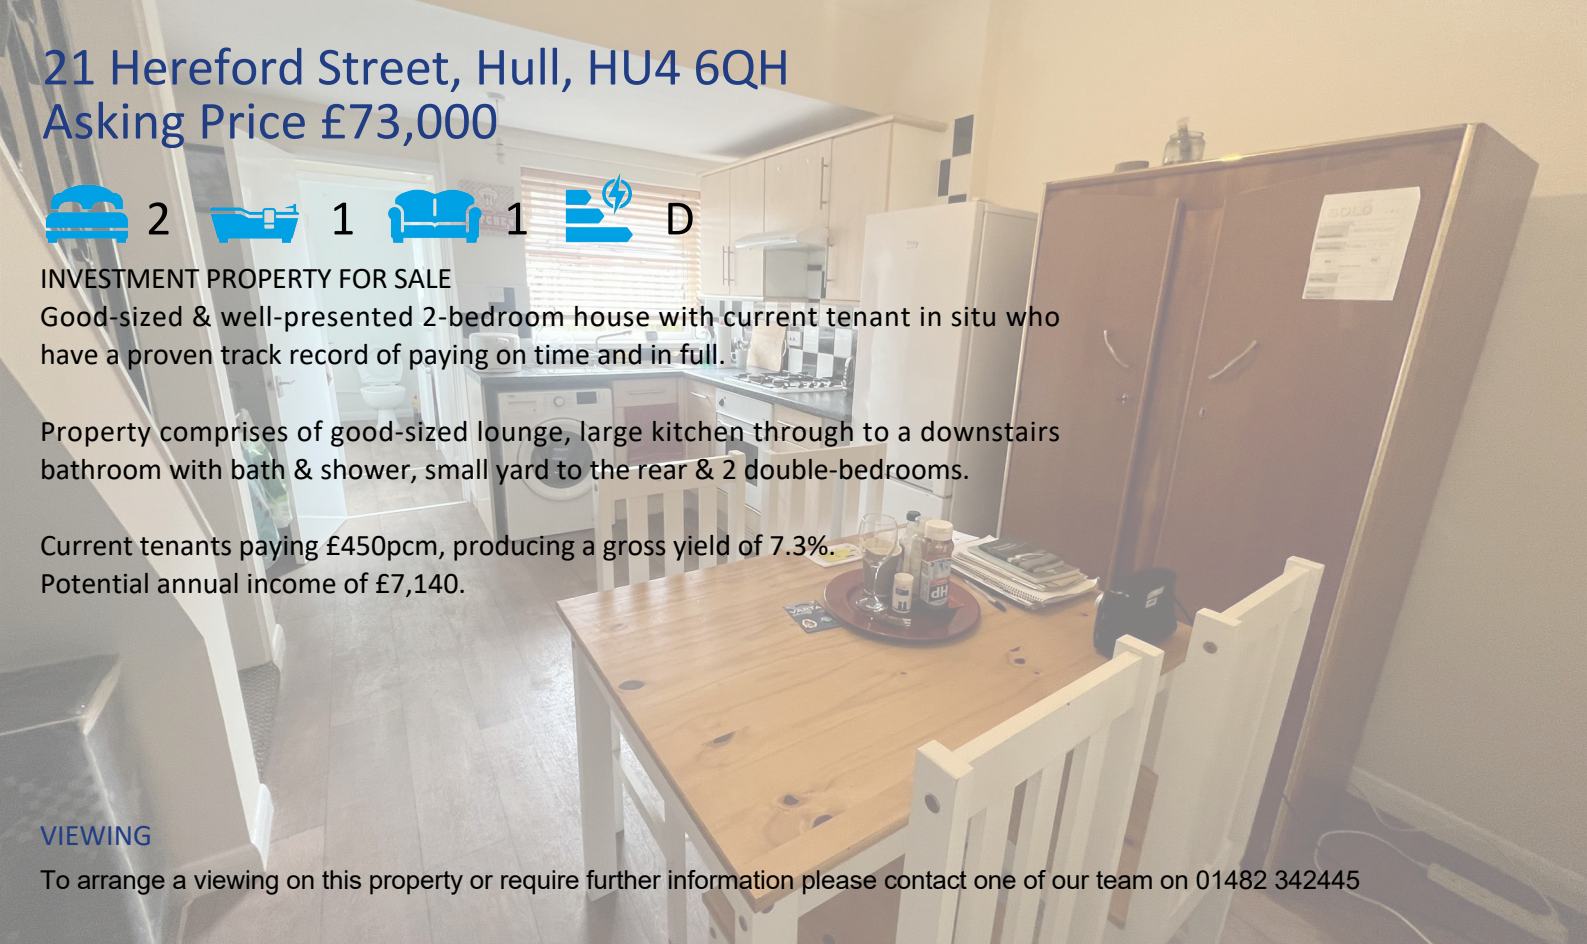 21 Hereford Street, Hull, HU4 6QH
Asking Price £73,000
2 1 1 D
INVESTMENT PROPERTY FOR SALE
Good-sized & well-presented 2-bedroom house with current tenant in situ who
have a proven track record of paying on time and in full.
Property comprises of good-sized lounge, large kitchen through to a downstairs
bathroom with bath & shower, small yard to the rear & 2 double-bedrooms.
Current tenants paying £450pcm, producing a gross yield of 7.3%.
Potential annual income of £7,140.
SOLD
HP
VIEWING
To arrange a viewing on this property or require further information please contact one of our team on 01482 342445